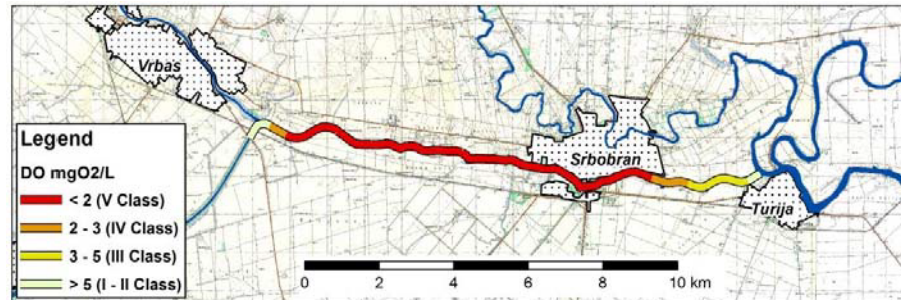 Vrbas
Legend
DO mgO2/L
< 2 (V Class)
2 - 3 (IV Class)
3 - 5 (III Class)
> 5 (I - II Class)
Srbobran
Turija
0 2 4 6 8 10 km